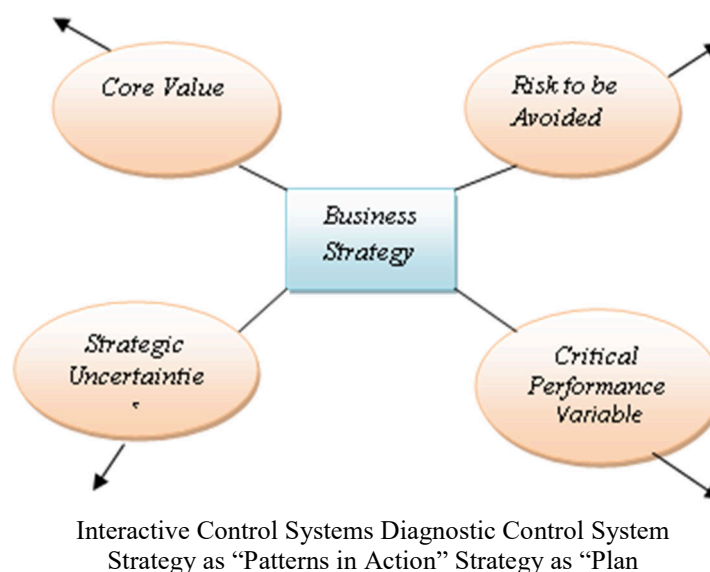 Core Value
Risk to be
Avoided
Business
Strategy
Strategic
Uncertaintie
Critical
Performance
Variable
Interactive Control Systems Diagnostic Control System
Strategy as “Patterns in Action” Strategy as “Plan